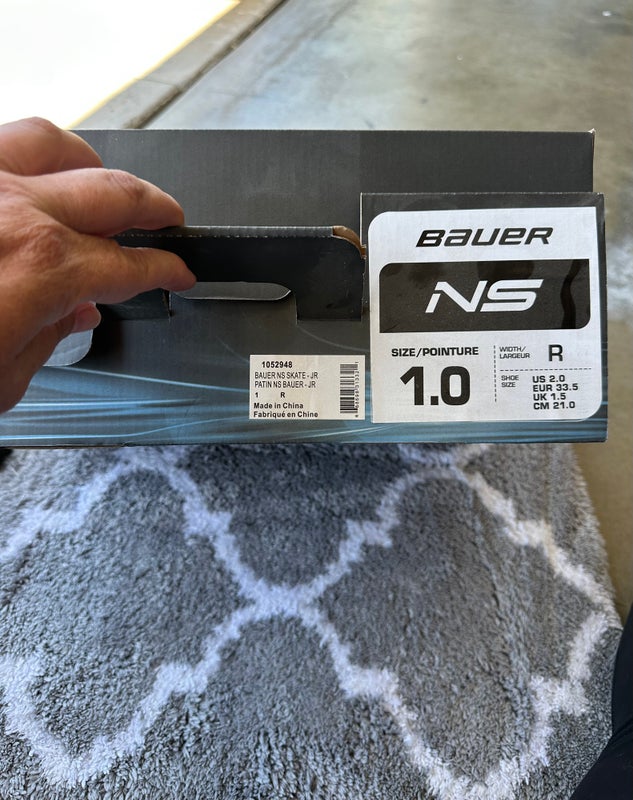 BAUER
NS
SIZE/POINTURE
1.0
WIDTH/
LARGEUR
R
SHOE
SIZE
US 2.0
EUR 33.5
UK 1.5
CM 21.0
1052948
BAUER NS SKATE - JR
PATIN NS BAUER - JR
1 R
Made in China
Fabriqué en Chine